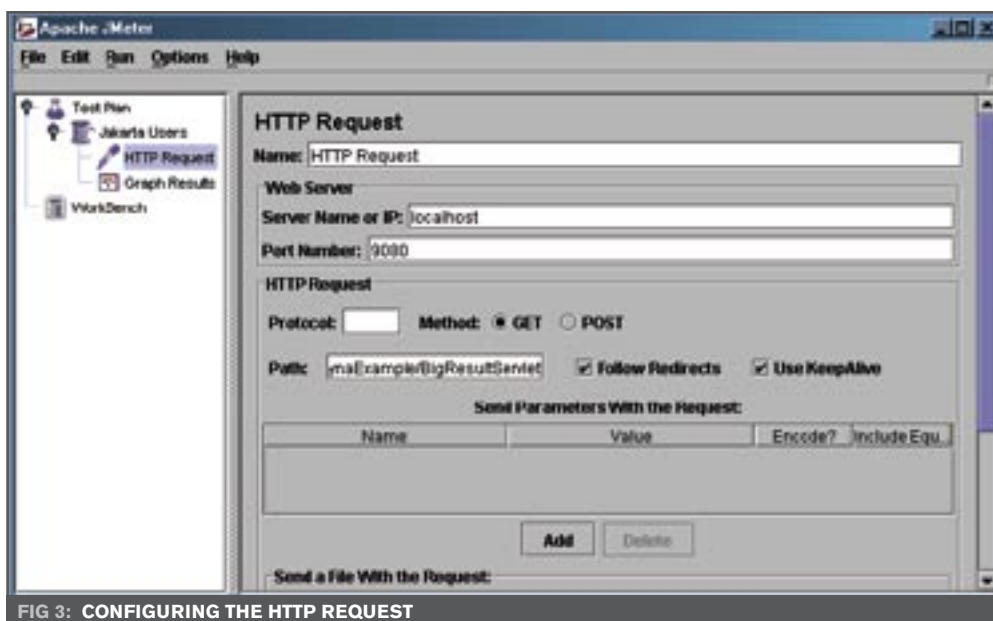 Apache JMeter
File Edit Run Options Help
Test Plan
Jakarta Users
HTTP Request
Graph Results
WorkBench
HTTP Request
Name: HTTP Request
Web Server
Server Name or IP: localhost
Port Number: 9080
HTTP Request
Protocol: Method: GET POST
Path: maExample/BigResultServlet Follow Redirects Use KeepAlive
Send Parameters With the Request:
Name Value Encode? Include Equ...
Add Delete
Send a File With the Request:
FIG 3: CONFIGURING THE HTTP REQUEST